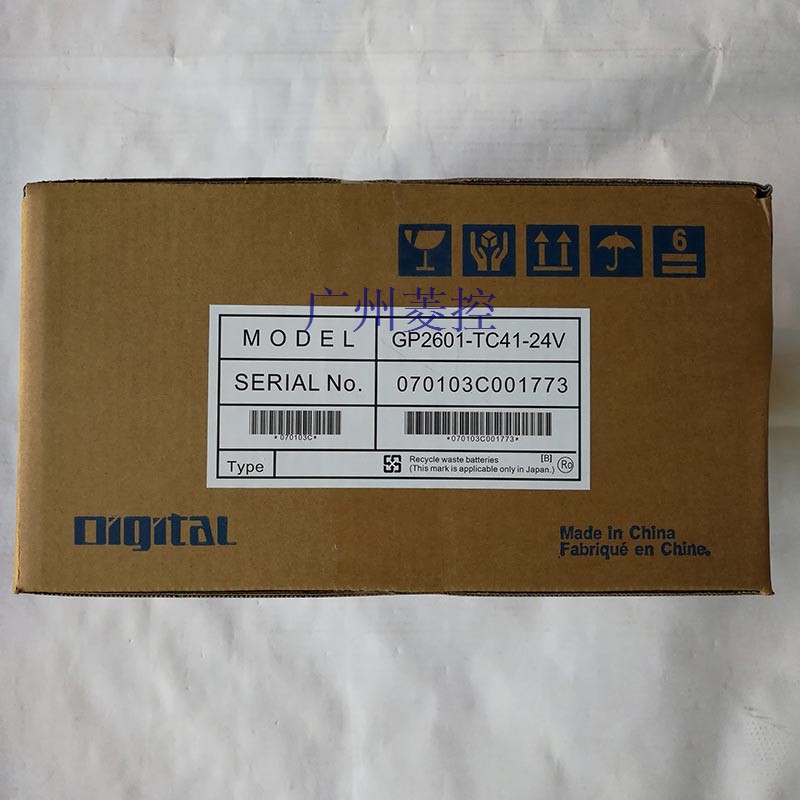 6
广州菱控
MODEL GP2601-TC41-24V
SERIAL No. 070103C001773
*070103C* *070103C001773*
Type Recycle waste batteries [B] Ro
(This mark is applicable only in Japan.)
Digital
Made in China
Fabriqué en Chine.